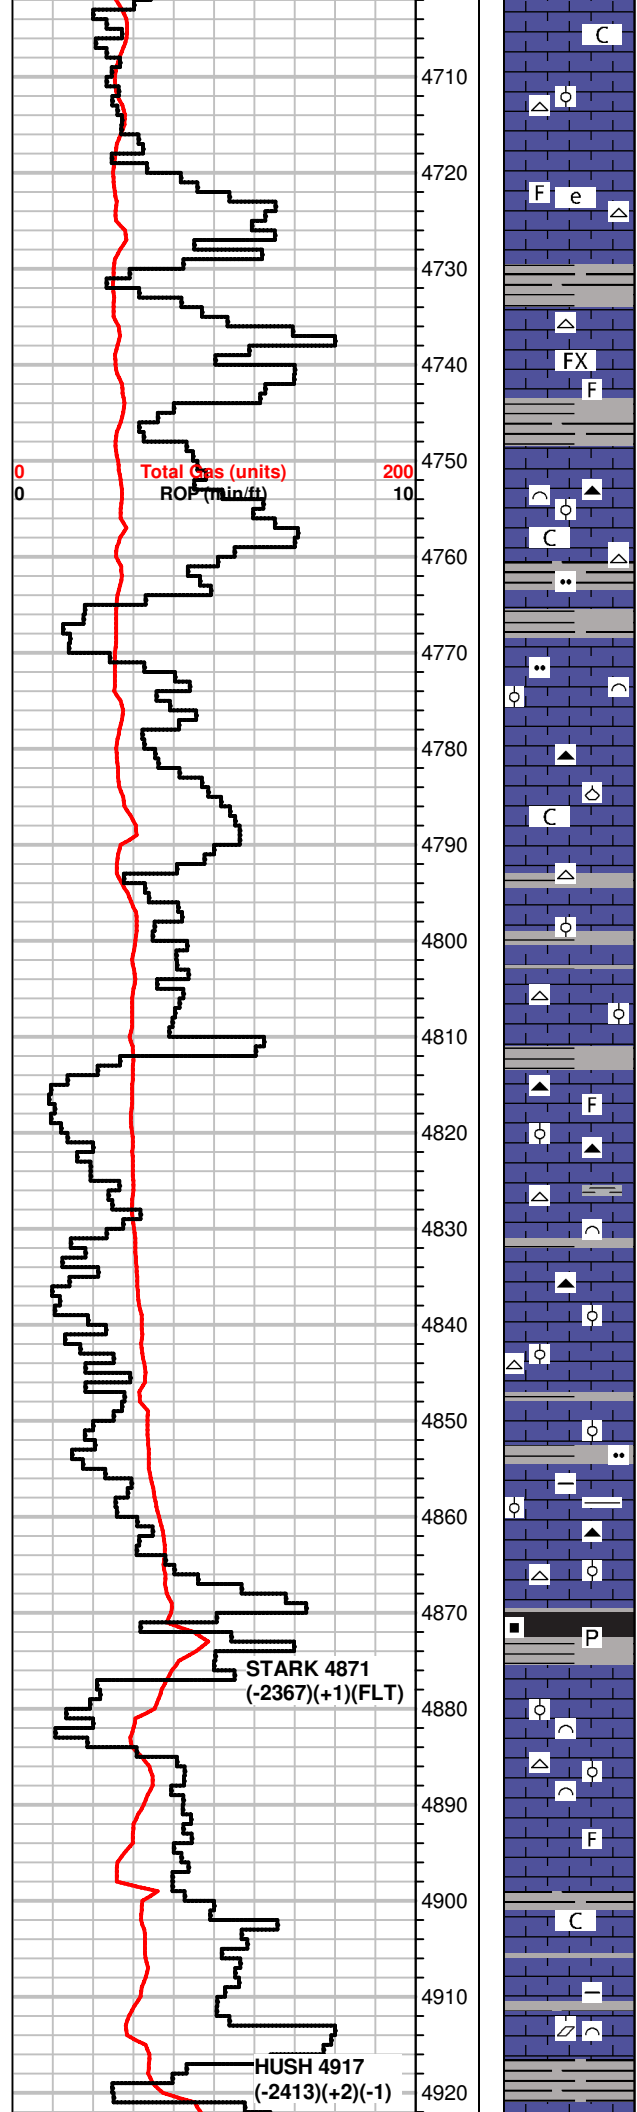 C
4710
4720
F e
4730
4740
FX
F
4750
0 Total Gas (units) 200
0 ROP (min/ft) 10
C
4760
4770
4780
C
4790
4800
4810
F
4820
4830
4840
4850
4860
4870
P
STARK 4871
(-2367)(+1)(FLT)
4880
4890
F
4900
C
4910
HUSH 4917
(-2413)(+2)(-1)
4920